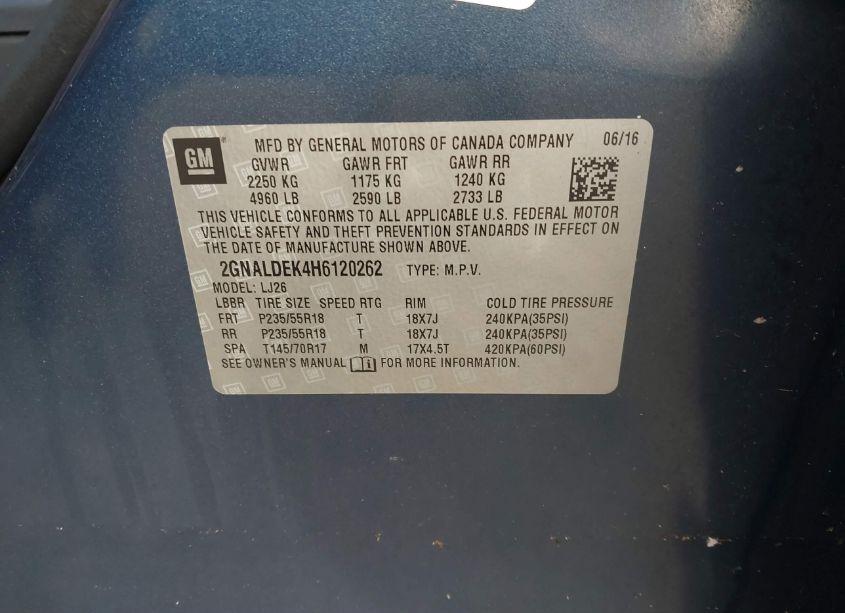 GM MFD BY GENERAL MOTORS OF CANADA COMPANY 06/16
GVWR GAWR FRT GAWR RR
2250 KG 1175 KG 1240 KG
4960 LB 2590 LB 2733 LB
THIS VEHICLE CONFORMS TO ALL APPLICABLE U.S. FEDERAL MOTOR
VEHICLE SAFETY AND THEFT PREVENTION STANDARDS IN EFFECT ON
THE DATE OF MANUFACTURE SHOWN ABOVE.
2GNALDEK4H6120262 TYPE: M.P.V.
MODEL: LJ26
LBBR TIRE SIZE SPEED RTG RIM COLD TIRE PRESSURE
FRT P235/55R18 T 18X7J 240KPA(35PSI)
RR P235/55R18 T 18X7J 240KPA(35PSI)
SPA T145/70R17 M 17X4.5T 420KPA(60PSI)
SEE OWNER'S MANUAL i FOR MORE INFORMATION.